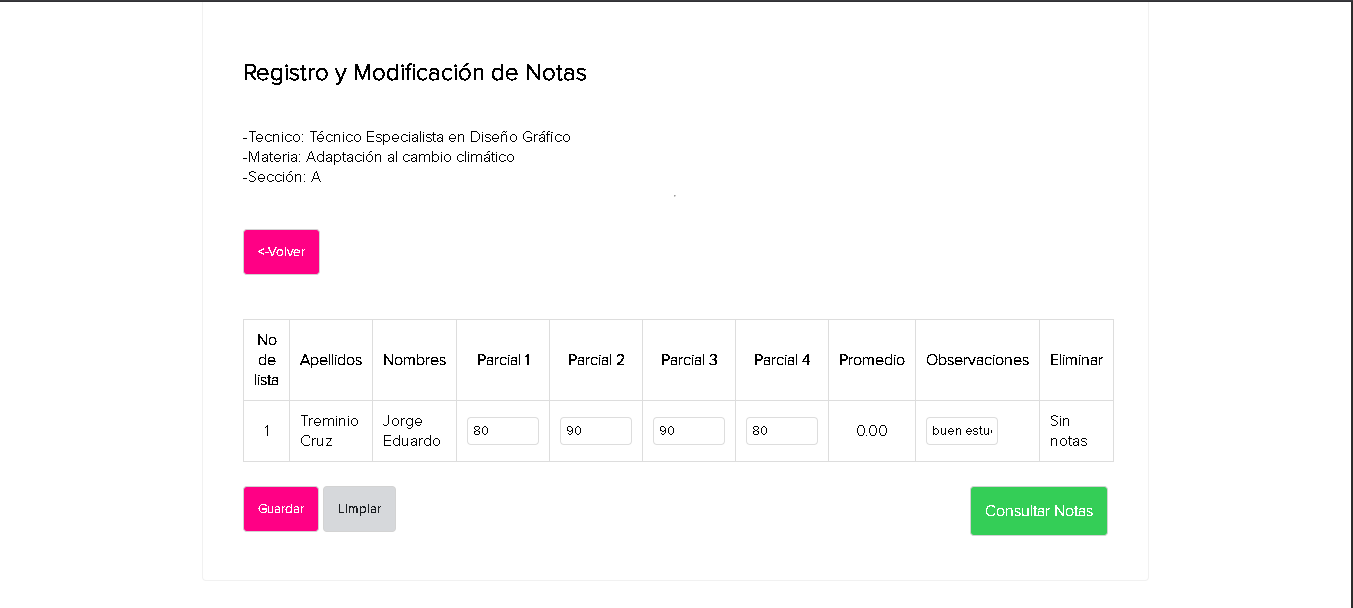 Registro y Modificación de Notas
-Tecnico: Técnico Especialista en Diseño Gráfico
-Materia: Adaptación al cambio climático
-Sección: A
<-Volver
No de lista Apellidos Nombres Parcial 1 Parcial 2 Parcial 3 Parcial 4 Promedio Observaciones Eliminar
1 Treminio Cruz Jorge Eduardo 80 90 90 80 0.00 buen estu Sin notas
Guardar Limpiar Consultar Notas